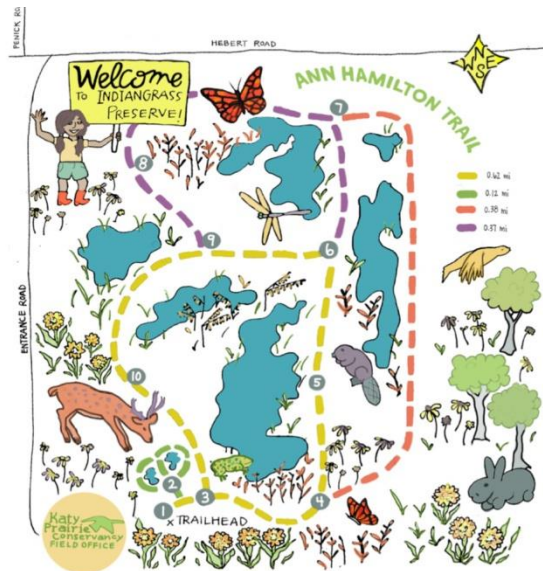 PENICK RD
HEBERT ROAD
Welcome
TO INDIANGRASS
PRESERVE!
ANN HAMILTON TRAIL
N
W
E
S
0.62 mi
0.12 mi
0.38 mi
0.37 mi
7
8
9
6
ENTRANCE ROAD
10
5
2
1
3
4
x TRAILHEAD
Katy
Prairie
Conservancy
FIELD OFFICE